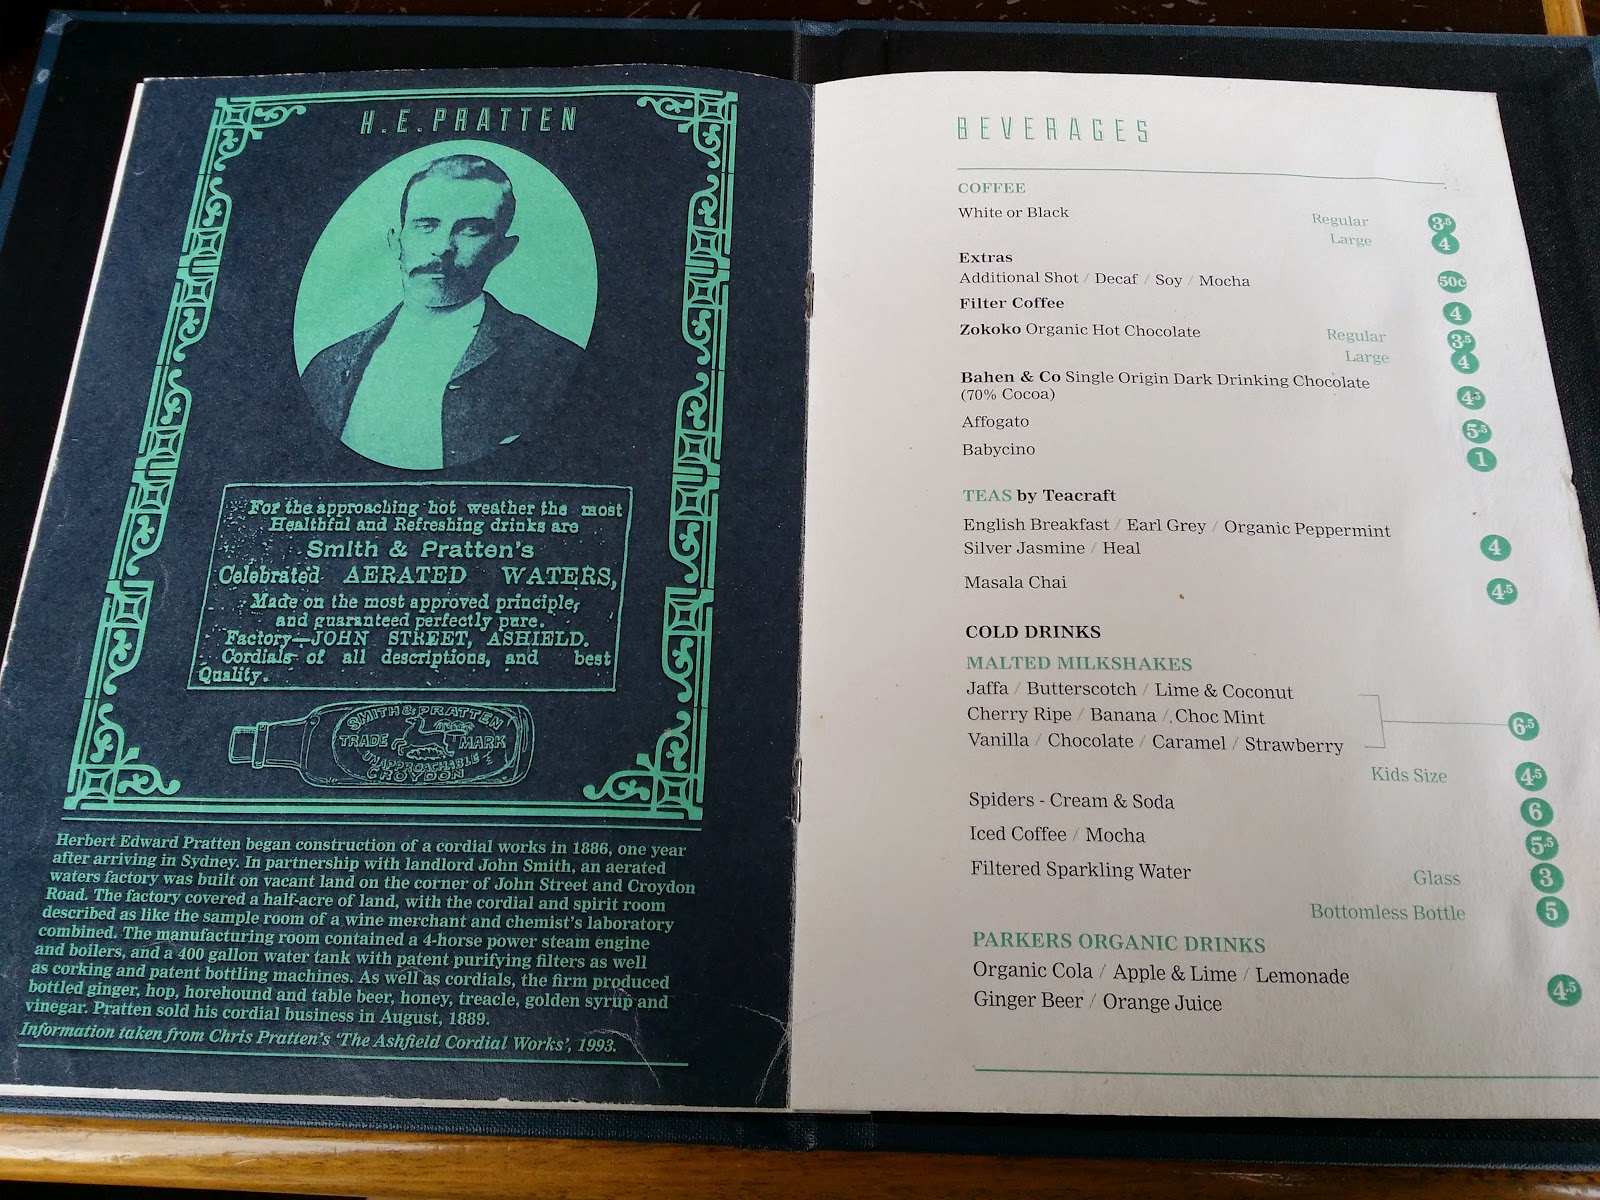 H.E.PRATTEN
For the approaching hot weather the most
Healthful and Refreshing drinks are
Smith & Pratten's
Celebrated AERATED WATERS,
Made on the most approved principle,
and guaranteed perfectly pure.
Factory—JOHN STREET, ASHIELD.
Cordials of all descriptions, and best
Quality.
SMITH & PRATTEN
TRADE MARK
UNAPPROACHABLE
CROYDON
Herbert Edward Pratten began construction of a cordial works in 1886, one year
after arriving in Sydney. In partnership with landlord John Smith, an aerated
waters factory was built on vacant land on the corner of John Street and Croydon
Road. The factory covered a half-acre of land, with the cordial and spirit room
described as like the sample room of a wine merchant and chemist's laboratory
combined. The manufacturing room contained a 4-horse power steam engine
and boilers, and a 400 gallon water tank with patent purifying filters as well
as corking and patent bottling machines. As well as cordials, the firm produced
bottled ginger, hop, horehound and table beer, honey, treacle, golden syrup and
vinegar. Pratten sold his cordial business in August, 1889.
Information taken from Chris Pratten's 'The Ashfield Cordial Works', 1993.
BEVERAGES
COFFEE
White or Black Regular 3.5
Large 4
Extras
Additional Shot / Decaf / Soy / Mocha 50c
Filter Coffee 4
Zokoko Organic Hot Chocolate Regular 3.5
Large 4
Bahen & Co Single Origin Dark Drinking Chocolate
(70% Cocoa) 4.5
Affogato 5.5
Babycino 1
TEAS by Teacraft
English Breakfast / Earl Grey / Organic Peppermint
Silver Jasmine / Heal 4
Masala Chai 4.5
COLD DRINKS
MALTED MILKSHAKES
Jaffa / Butterscotch / Lime & Coconut
Cherry Ripe / Banana / Choc Mint 6.5
Vanilla / Chocolate / Caramel / Strawberry
Kids Size 4.5
Spiders - Cream & Soda 6
Iced Coffee / Mocha 5.5
Filtered Sparkling Water Glass 3
Bottomless Bottle 5
PARKERS ORGANIC DRINKS
Organic Cola / Apple & Lime / Lemonade
Ginger Beer / Orange Juice 4.5